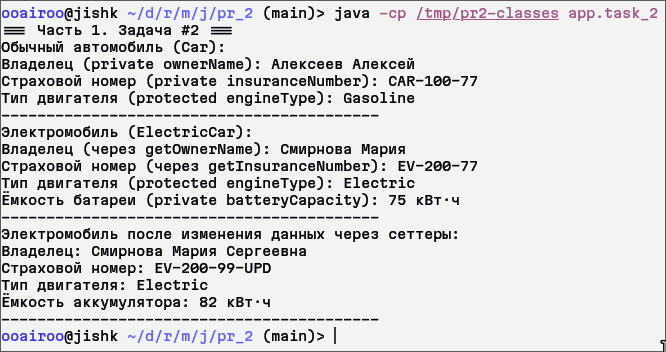 ooairoo@jishk ~/d/r/m/j/pr_2 (main)> java -cp /tmp/pr2-classes app.task_2
=== Часть 1. Задача #2 ===
Обычный автомобиль (Car):
Владелец (private ownerName): Алексеев Алексей
Страховой номер (private insuranceNumber): CAR-100-77
Тип двигателя (protected engineType): Gasoline
------------------------------------------
Электромобиль (ElectricCar):
Владелец (через getOwnerName): Смирнова Мария
Страховой номер (через getInsuranceNumber): EV-200-77
Тип двигателя (protected engineType): Electric
Ёмкость батареи (private batteryCapacity): 75 кВт·ч
------------------------------------------
Электромобиль после изменения данных через сеттеры:
Владелец: Смирнова Мария Сергеевна
Страховой номер: EV-200-99-UPD
Тип двигателя: Electric
Ёмкость аккумулятора: 82 кВт·ч
------------------------------------------
ooairoo@jishk ~/d/r/m/j/pr_2 (main)>